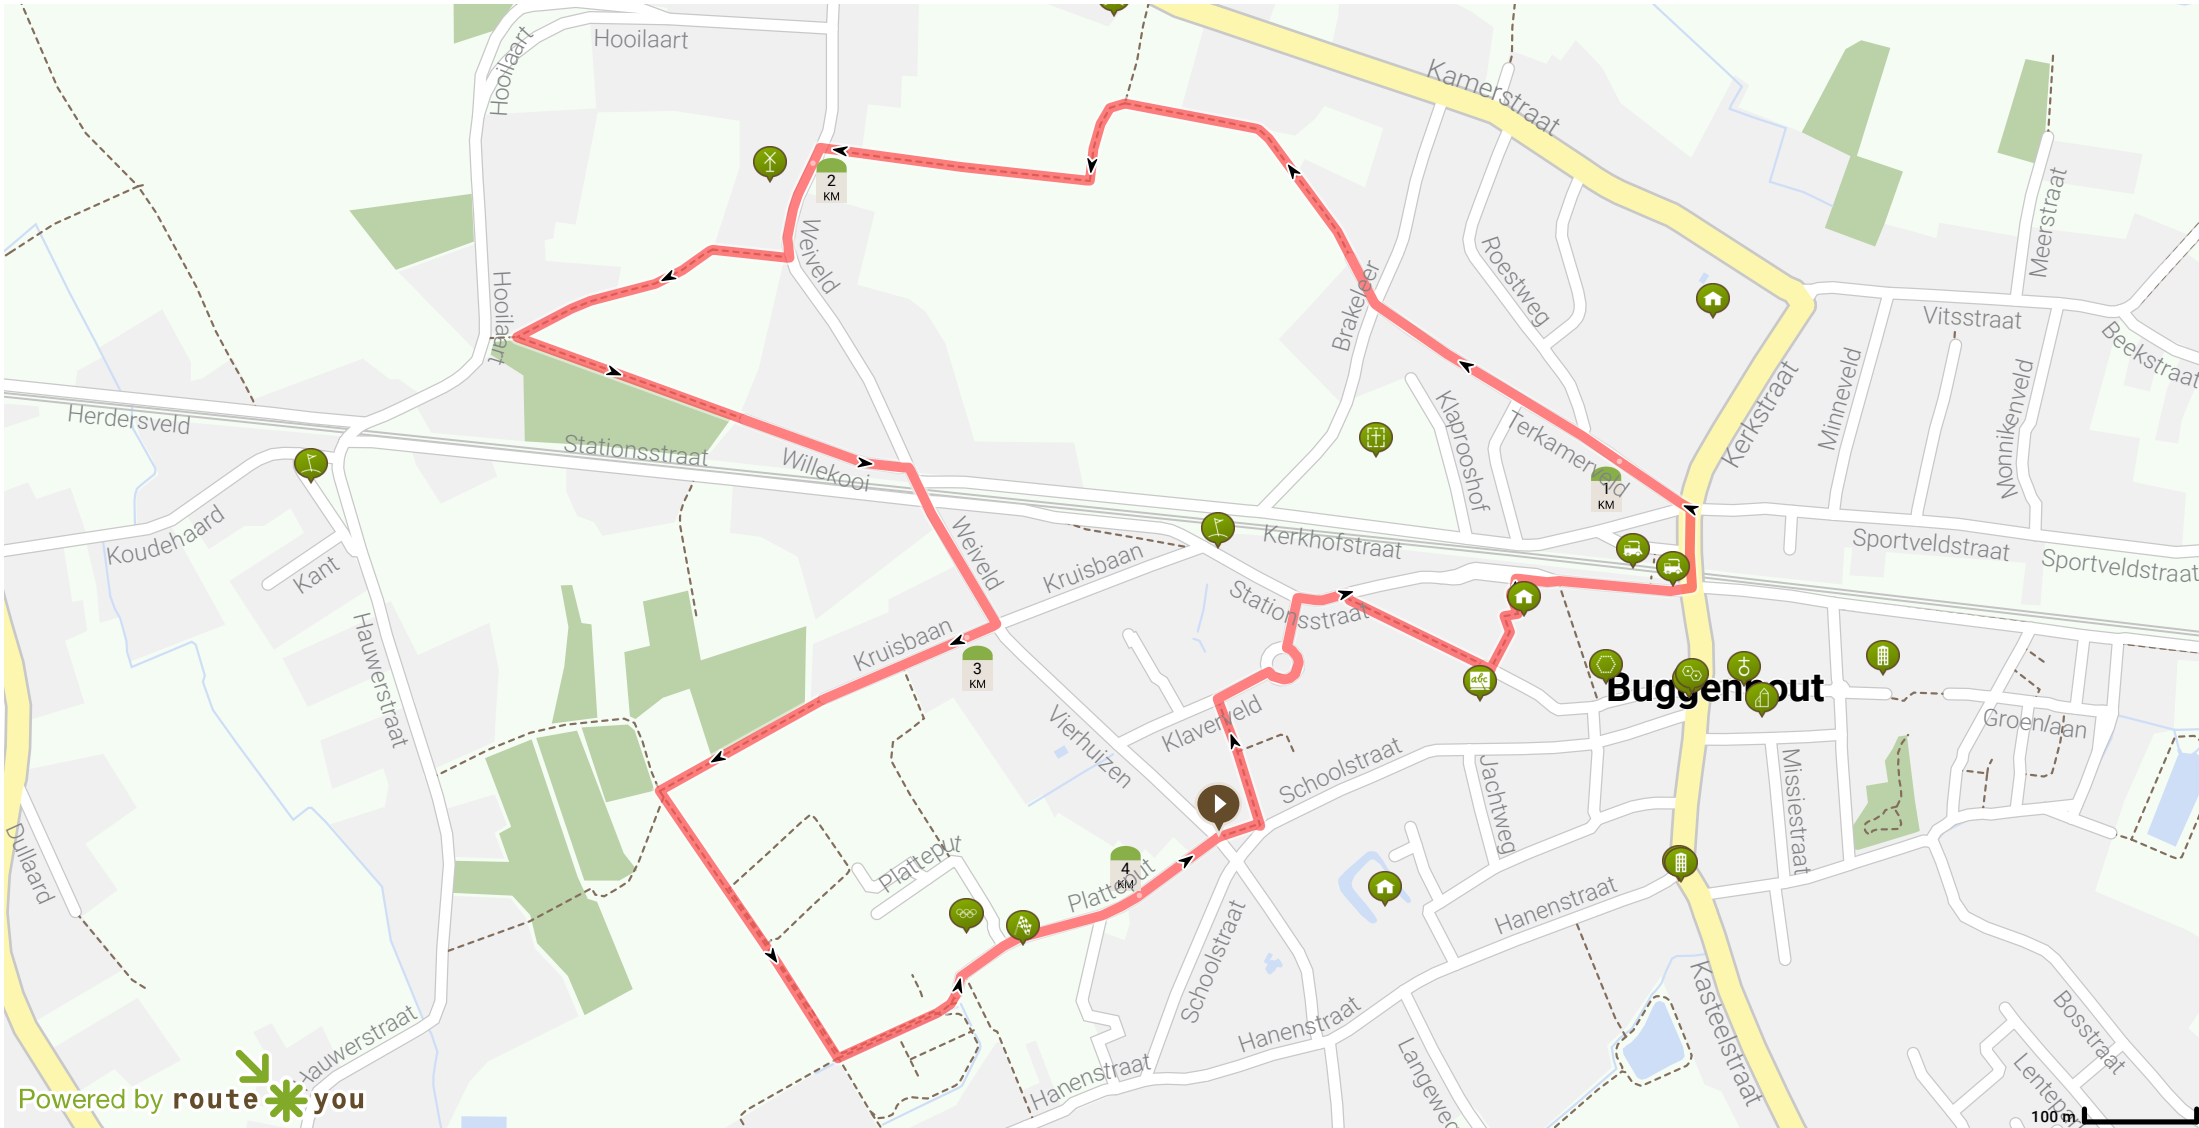 Hooilaart
Hooilaart
Kamerstraat
2
KM
Meerstraat
Weiveld
Roestweg
Brakeleer
Hooilaart
Vitsstraat
Beekstraat
Minneveld
Kerkstraat
Monnikenveld
Herdersveld
Stationsstraat
Willekooi
Klaprooshof
Terkamerveld
1
KM
Koudehaard
Kant
Weiveld
Kruisbaan
Kerkhofstraat
Sportveldstraat
Sportveldstraat
Stationsstraat
Hauwerstraat
Kruisbaan
3
KM
abc
Buggenhout
Klaverveld
Groenlaan
Vierhuizen
Schoolstraat
Jachtweg
Missiestraat
Dullaard
Platteput
4
KM
Platteput
Hanenstraat
Schoolstraat
Kasteelstraat
Hanenstraat
Bosstraat
Hauwerstraat
Langeweg
Hanenstraat
Powered by route you
100 m